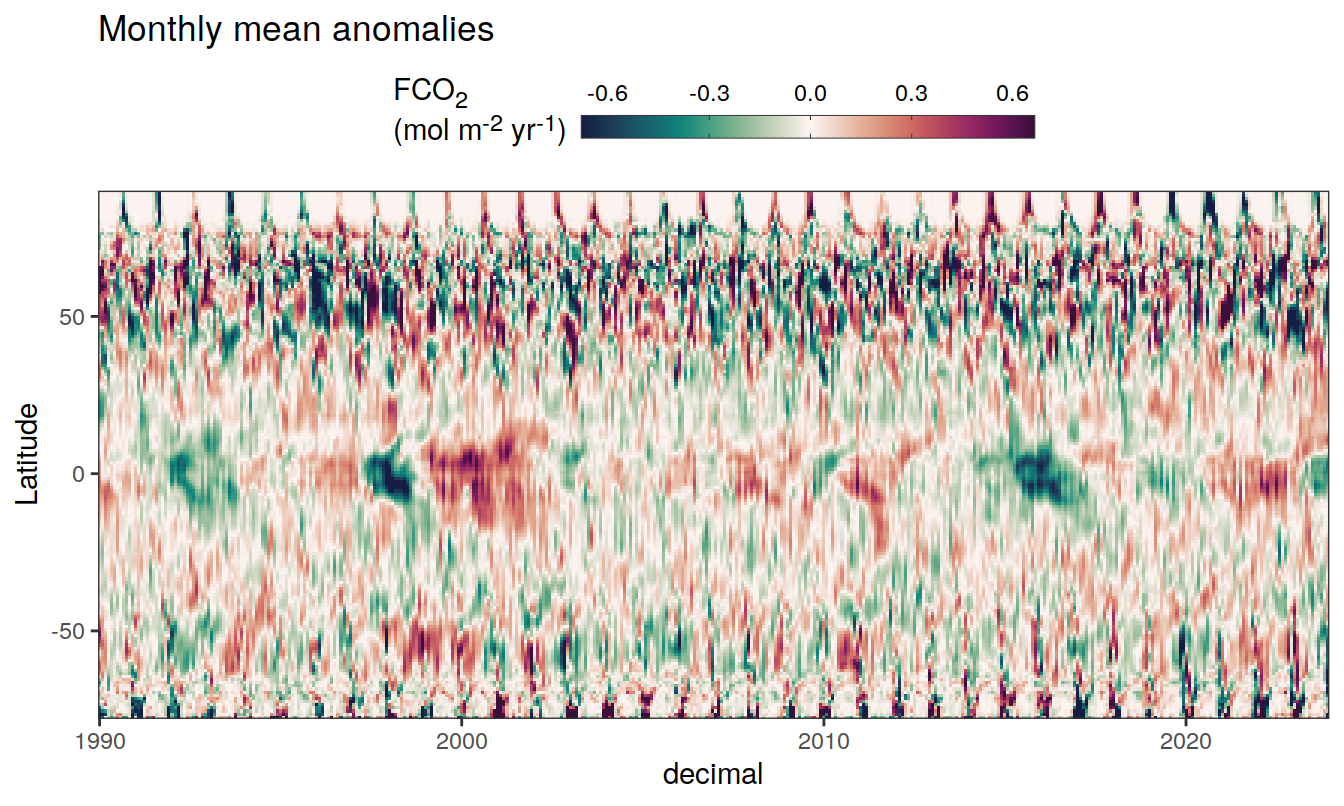 Monthly mean anomalies
FCO₂
(mol m⁻² yr⁻¹)
-0.6 -0.3 0.0 0.3 0.6
Latitude
50
0
-50
1990 2000 2010 2020
decimal